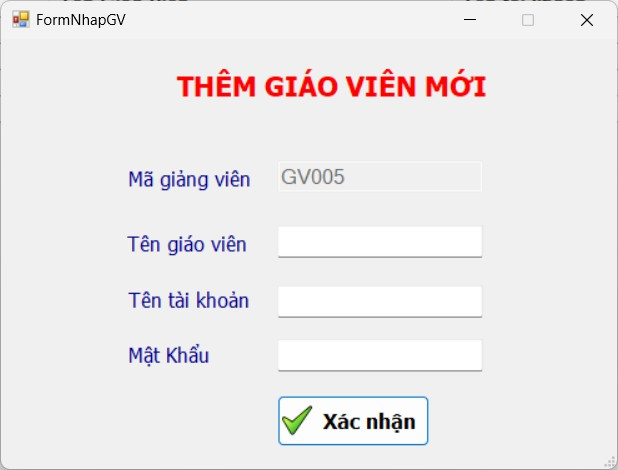 FormNhapGV
THÊM GIÁO VIÊN MỚI
Mã giảng viên GV005
Tên giáo viên
Tên tài khoản
Mật Khẩu
Xác nhận